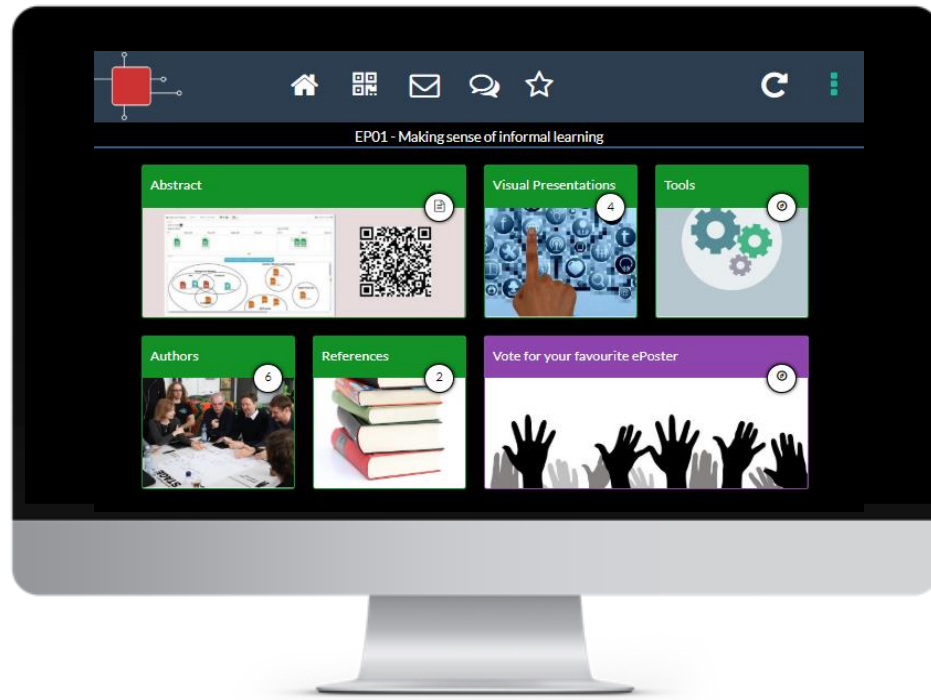 EP01 - Making sense of informal learning
Abstract
Visual Presentations
4
Tools
Authors
6
References
2
Vote for your favourite ePoster
STAGE